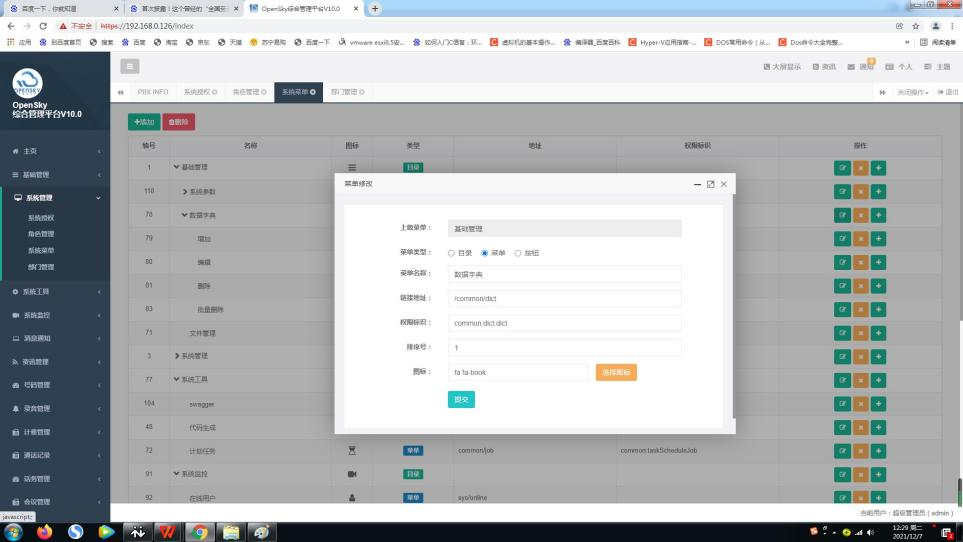 百度一下，你就知道
首次披露！这个曾经的"全国...
OpenSky综合管理平台V10.0
不安全
https://192.168.0.126/index
应用 到百度首页 搜索 百度 淘宝 京东 天猫 苏宁易购 百度一下 vmware esxi6.5安... 如何入门C语言：环... 虚拟机的基本操作... 编译器_百度百科 Hyper-V应用指南-... DOS常用命令（从... Dos命令大全完整... » 阅读清单
OPENSKY
OpenSky
综合管理平台V10.0
大屏显示 资讯 通知 个人 主题
PBX INFO 系统授权 角色管理 系统菜单 部门管理 关闭操作 退出
主页
基础管理
系统管理
系统授权
角色管理
系统菜单
部门管理
系统工具
系统监控
消息通知
资讯管理
号码管理
录音管理
计费管理
通话记录
话务管理
会议管理
+添加 删除
编号 名称 图标 类型 地址 权限标识 操作
1 基础管理 目录
118 系统参数
78 数据字典
79 增加
80 编辑
81 删除
83 批量删除
71 文件管理
3 系统管理
77 系统工具
104 swagger
48 代码生成
72 计划任务 菜单 common/job common:taskScheduleJob
91 系统监控 目录
92 在线用户 菜单 sys/online
菜单修改
上级菜单： 基础管理
菜单类型： 目录 菜单 按钮
菜单名称： 数据字典
链接地址： /common/dict
权限标识： common:dict:dict
排序号： 1
图标： fa fa-book 选择图标
提交
当前用户：超级管理员（admin）
javascript:;
12:29 周二
2021/12/7